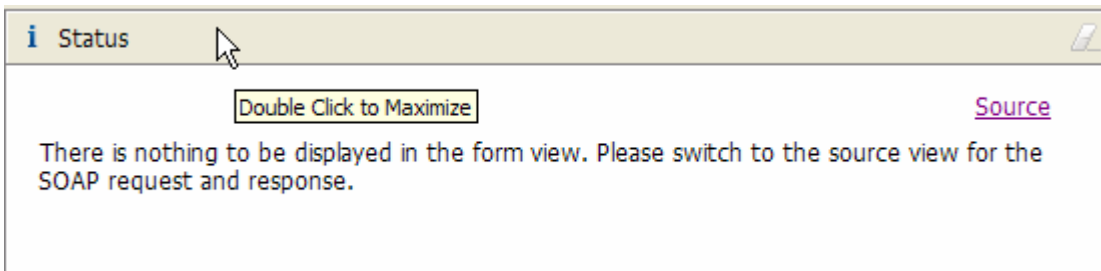 i Status
Double Click to Maximize
Source
There is nothing to be displayed in the form view. Please switch to the source view for the
SOAP request and response.